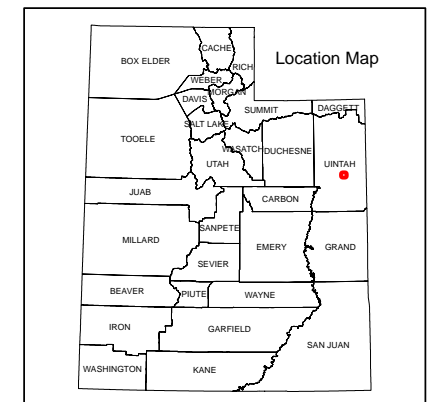 Location Map
CACHE
BOX ELDER
RICH
WEBER
MORGAN
DAVIS
SUMMIT
DAGGETT
SALT LAKE
TOOELE
WASATCH
DUCHESNE
UTAH
UINTAH
JUAB
CARBON
SANPETE
MILLARD
EMERY
GRAND
SEVIER
BEAVER
PIUTE
WAYNE
IRON
GARFIELD
SAN JUAN
WASHINGTON
KANE